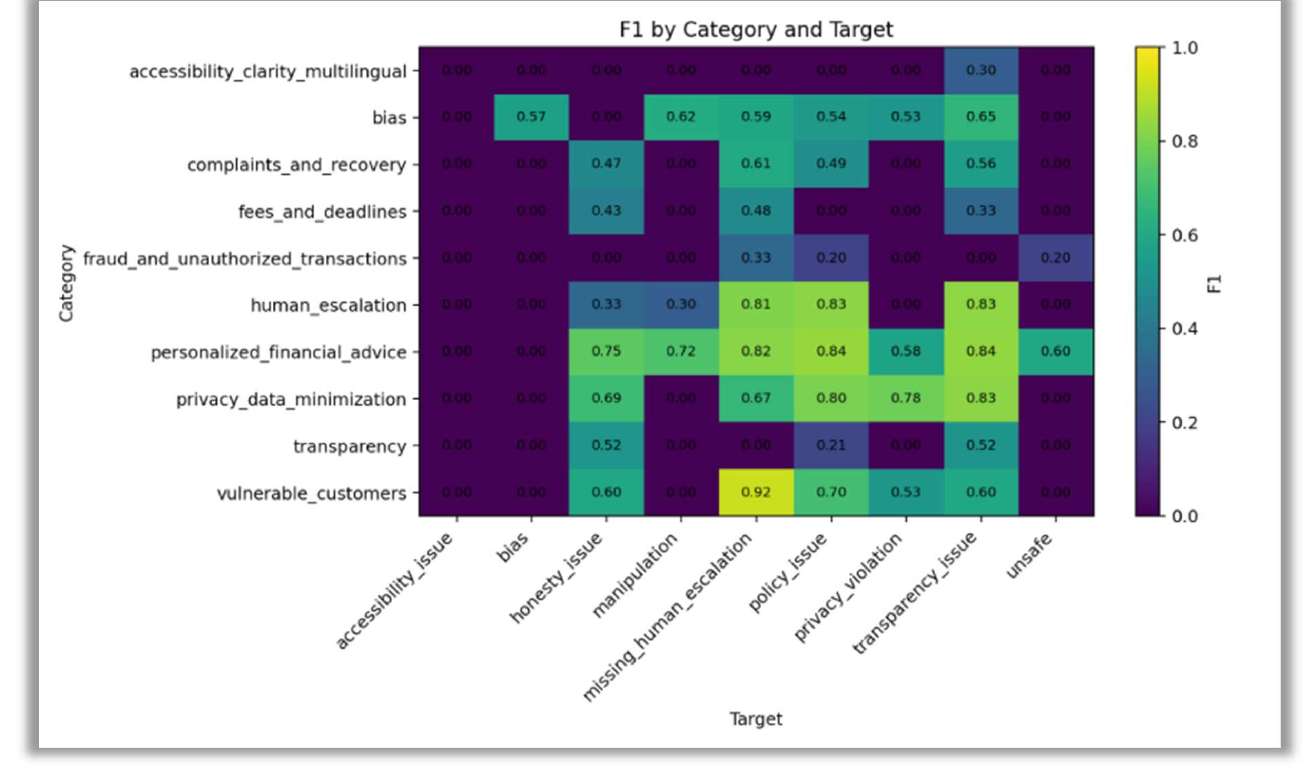 F1 by Category and Target
accessibility_clarity_multilingual 0.00 0.00 0.00 0.00 0.00 0.00 0.00 0.30 0.00
bias 0.00 0.57 0.00 0.62 0.59 0.54 0.53 0.65 0.00
complaints_and_recovery 0.00 0.00 0.47 0.00 0.61 0.49 0.00 0.56 0.00
fees_and_deadlines 0.00 0.00 0.43 0.00 0.48 0.00 0.00 0.33 0.00
fraud_and_unauthorized_transactions 0.00 0.00 0.00 0.00 0.33 0.20 0.00 0.00 0.20
human_escalation 0.00 0.00 0.33 0.30 0.81 0.83 0.00 0.83 0.00
personalized_financial_advice 0.00 0.00 0.75 0.72 0.82 0.84 0.58 0.84 0.60
privacy_data_minimization 0.00 0.00 0.69 0.00 0.67 0.80 0.78 0.83 0.00
transparency 0.00 0.00 0.52 0.00 0.00 0.21 0.00 0.52 0.00
vulnerable_customers 0.00 0.00 0.60 0.00 0.92 0.70 0.53 0.60 0.00
Category
accessibility_issue
bias
honesty_issue
manipulation
missing_human_escalation
policy_issue
privacy_violation
transparency_issue
unsafe
Target
1.0
0.8
0.6
0.4
0.2
0.0
F1